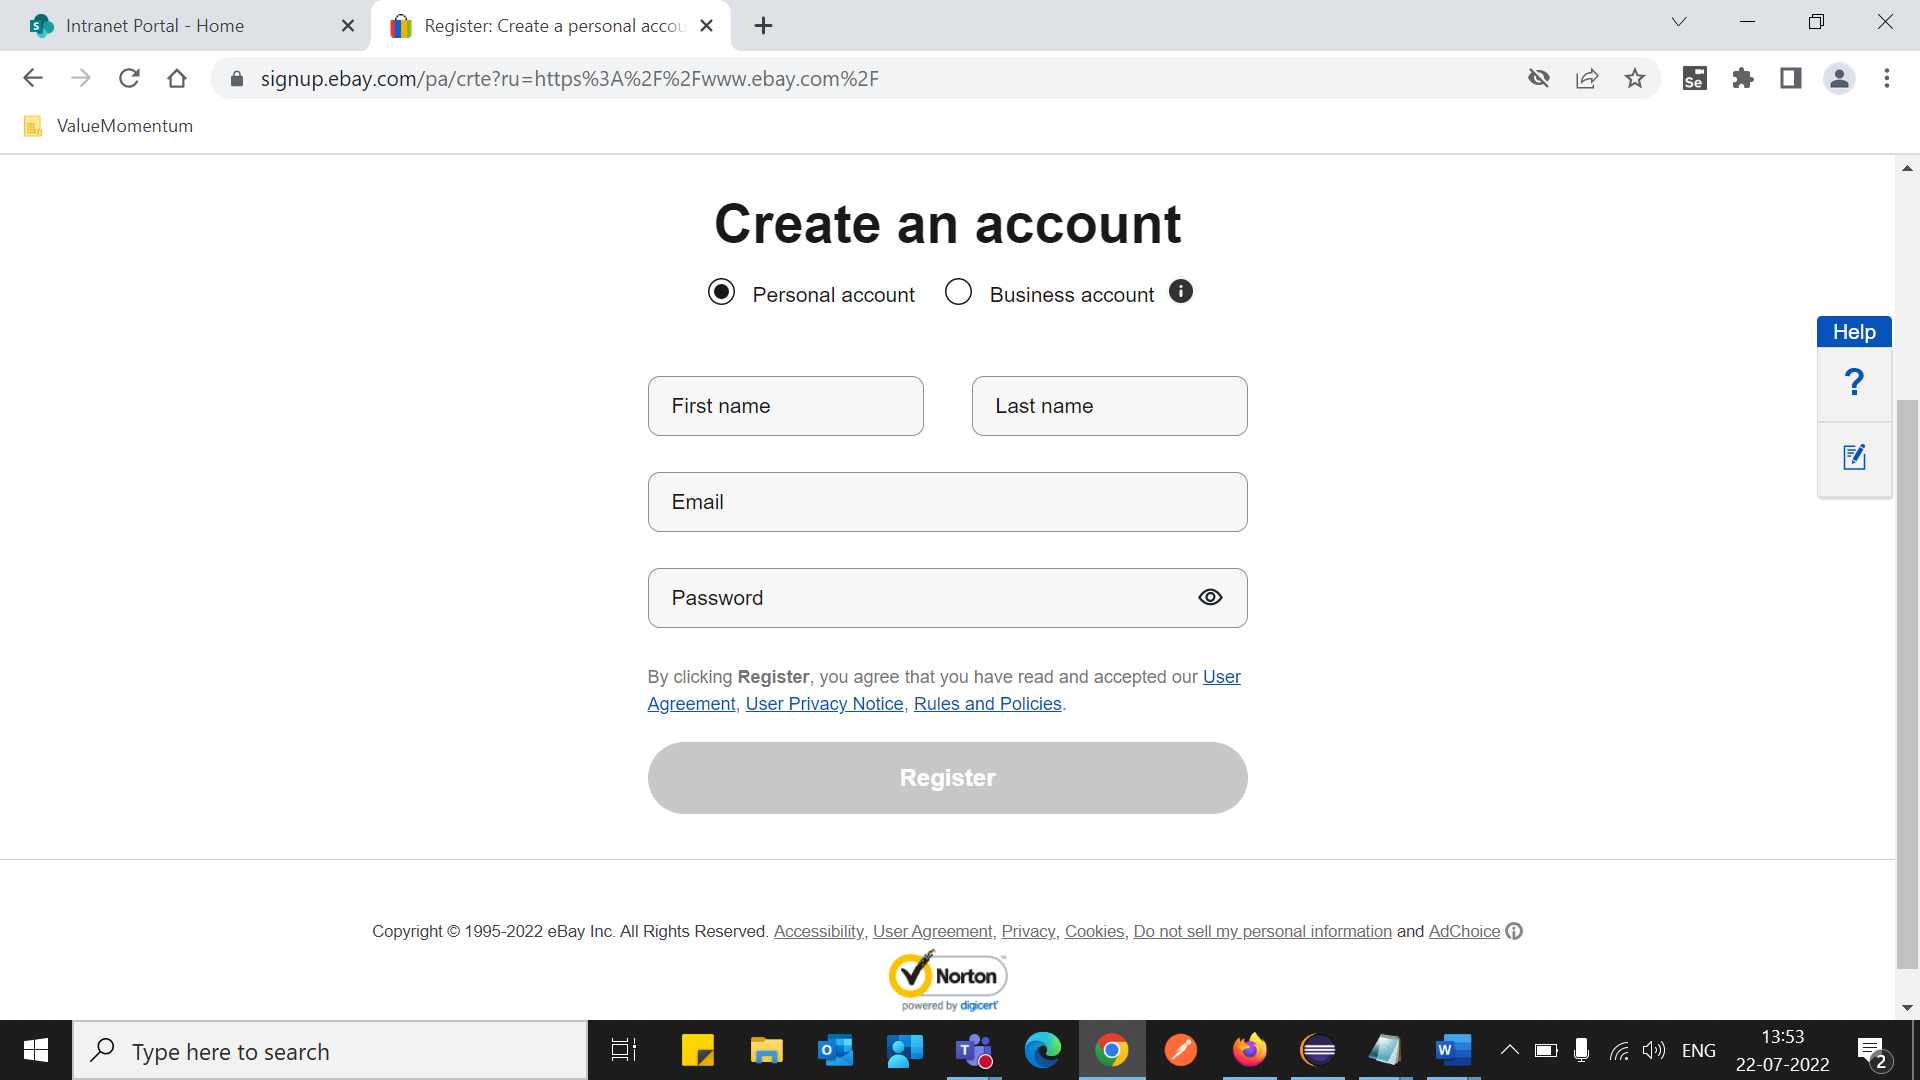 Intranet Portal - Home
Register: Create a personal accou
signup.ebay.com/pa/crte?ru=https%3A%2F%2Fwww.ebay.com%2F
Se
ValueMomentum
Create an account
Personal account
Business account
Help
?
First name
Last name
Email
Password
By clicking Register, you agree that you have read and accepted our User
Agreement, User Privacy Notice, Rules and Policies.
Register
Copyright © 1995-2022 eBay Inc. All Rights Reserved. Accessibility, User Agreement, Privacy, Cookies, Do not sell my personal information and AdChoice
Norton
powered by digicert
Type here to search
ENG
13:53
22-07-2022
2